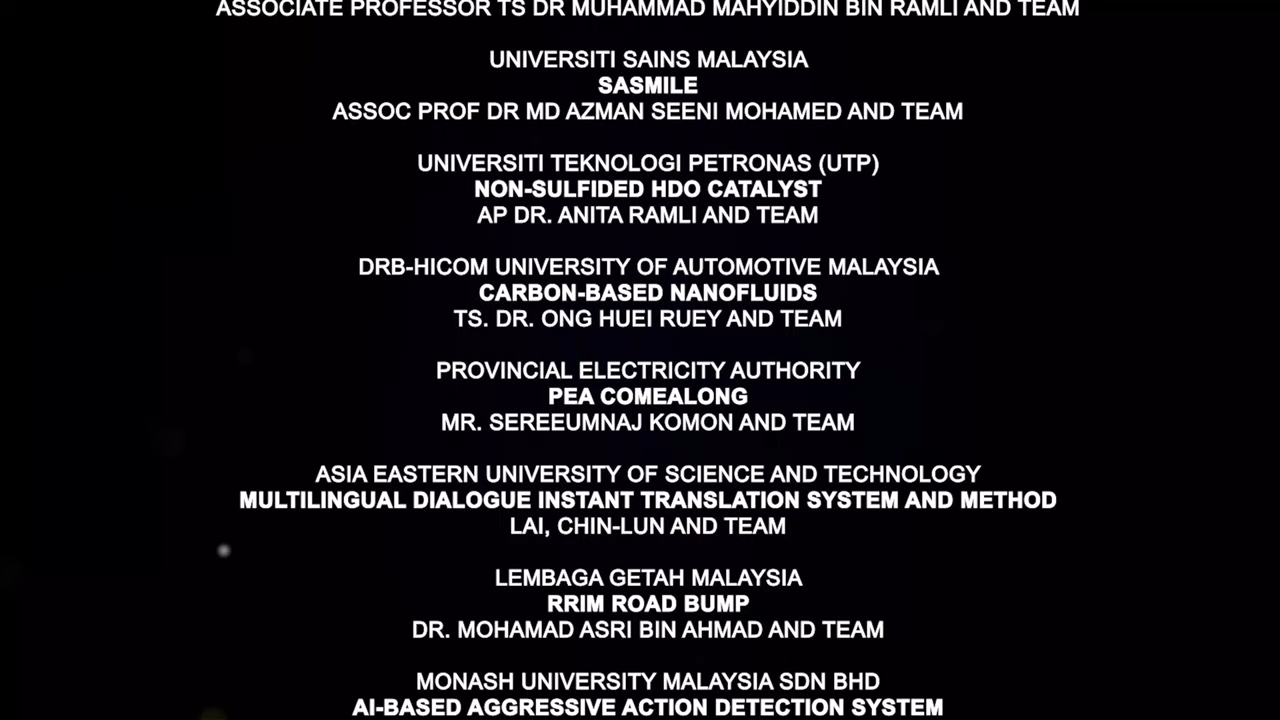 ASSOCIATE PROFESSOR TS DR MUHAMMAD MAHYIDDIN BIN RAMLI AND TEAM
UNIVERSITI SAINS MALAYSIA
SASMILE
ASSOC PROF DR MD AZMAN SEENI MOHAMED AND TEAM
UNIVERSITI TEKNOLOGI PETRONAS (UTP)
NON-SULFIDED HDO CATALYST
AP DR. ANITA RAMLI AND TEAM
DRB-HICOM UNIVERSITY OF AUTOMOTIVE MALAYSIA
CARBON-BASED NANOFLUIDS
TS. DR. ONG HUEI RUEY AND TEAM
PROVINCIAL ELECTRICITY AUTHORITY
PEA COMEALONG
MR. SEREEUMNAJ KOMON AND TEAM
ASIA EASTERN UNIVERSITY OF SCIENCE AND TECHNOLOGY
MULTILINGUAL DIALOGUE INSTANT TRANSLATION SYSTEM AND METHOD
LAI, CHIN-LUN AND TEAM
LEMBAGA GETAH MALAYSIA
RRIM ROAD BUMP
DR. MOHAMAD ASRI BIN AHMAD AND TEAM
MONASH UNIVERSITY MALAYSIA SDN BHD
AI-BASED AGGRESSIVE ACTION DETECTION SYSTEM